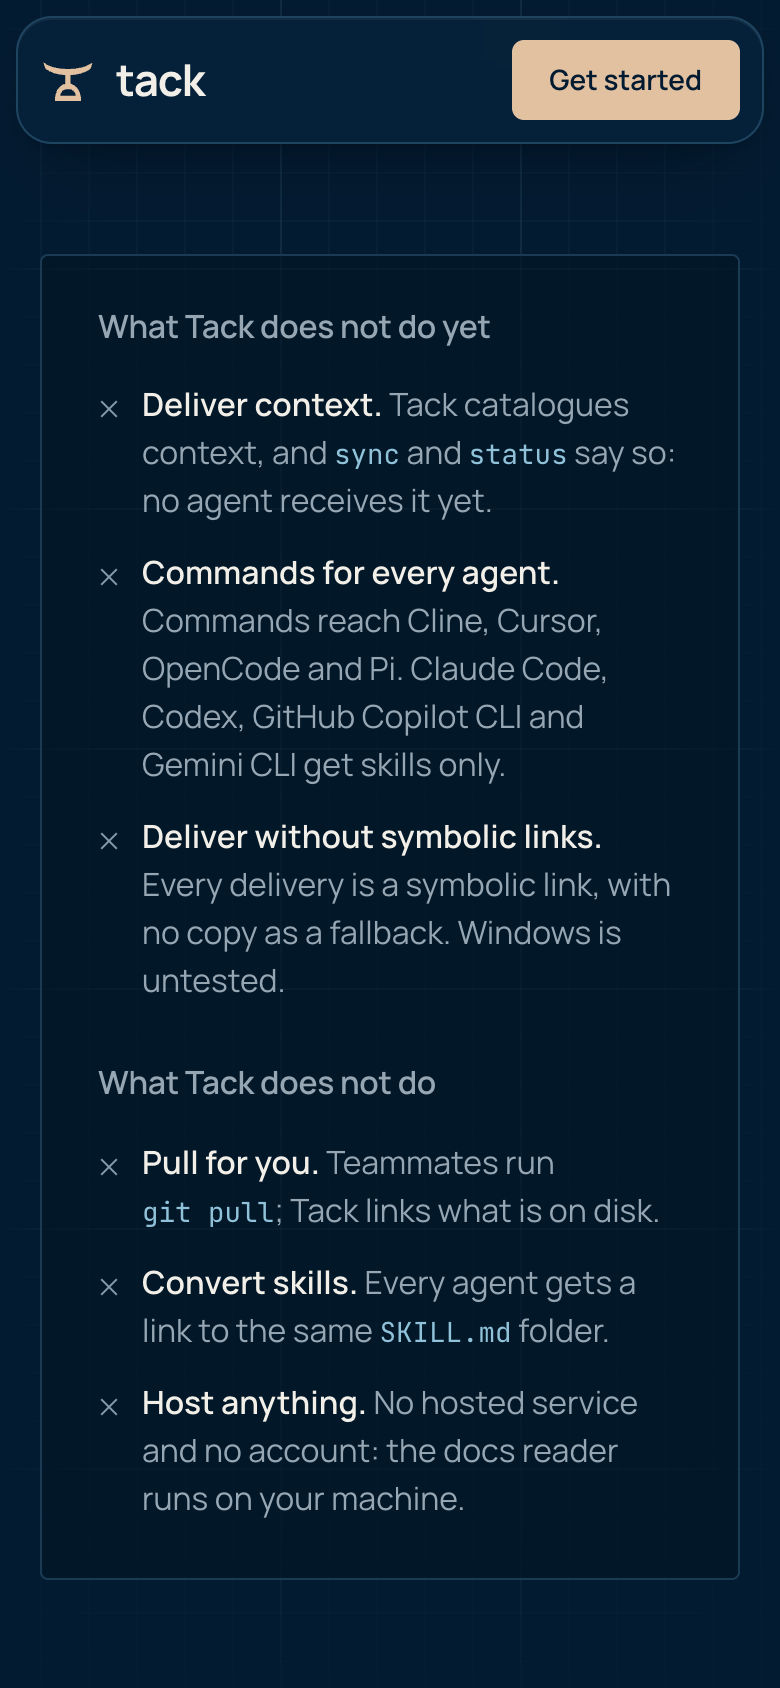 tack
Get started
What Tack does not do yet
× Deliver context. Tack catalogues
context, and sync and status say so:
no agent receives it yet.
× Commands for every agent.
Commands reach Cline, Cursor,
OpenCode and Pi. Claude Code,
Codex, GitHub Copilot CLI and
Gemini CLI get skills only.
× Deliver without symbolic links.
Every delivery is a symbolic link, with
no copy as a fallback. Windows is
untested.
What Tack does not do
× Pull for you. Teammates run
git pull; Tack links what is on disk.
× Convert skills. Every agent gets a
link to the same SKILL.md folder.
× Host anything. No hosted service
and no account: the docs reader
runs on your machine.